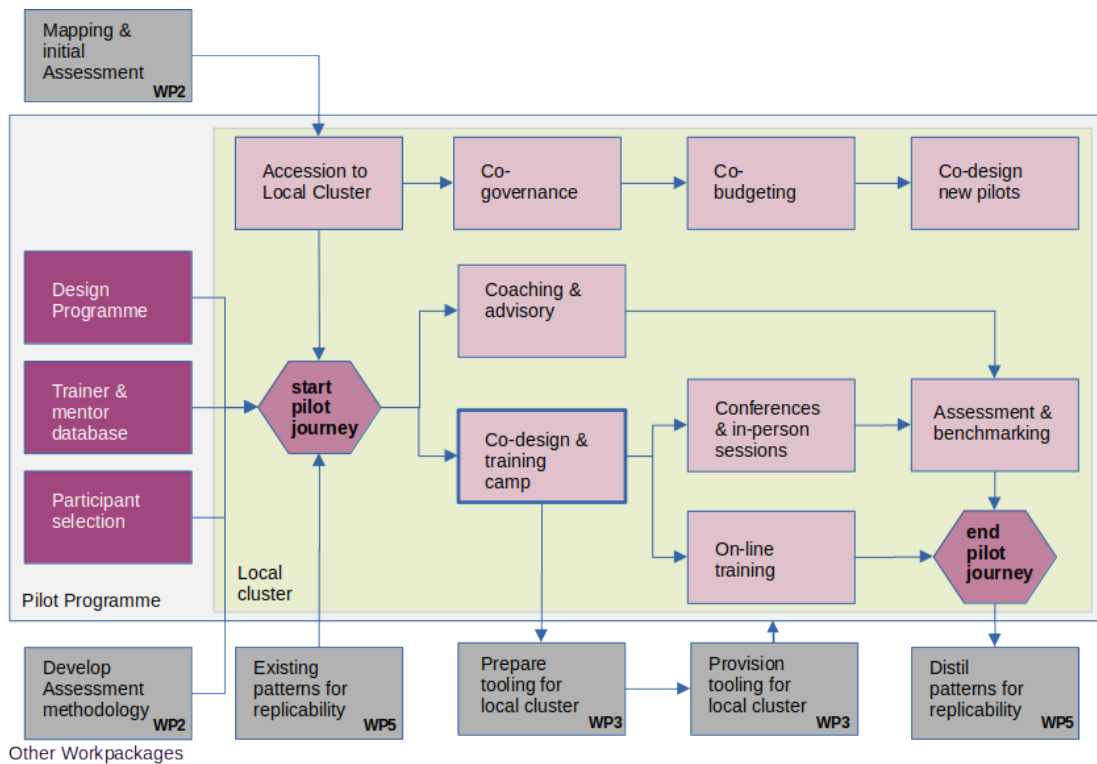 Mapping &
initial
Assessment
WP2
Accession to
Local Cluster
Co-
governance
Co-
budgeting
Co-design
new pilots
Design
Programme
Coaching &
advisory
Trainer &
mentor
database
start
pilot
journey
Co-design &
training
camp
Conferences
& in-person
sessions
Assessment &
benchmarking
Participant
selection
On-line
training
end
pilot
journey
Local
cluster
Pilot Programme
Develop
Assessment
methodology
WP2
Existing
patterns for
replicability
WP5
Prepare
tooling for
local cluster
WP3
Provision
tooling for
local cluster
WP3
Distil
patterns for
replicability
WP5
Other Workpackages